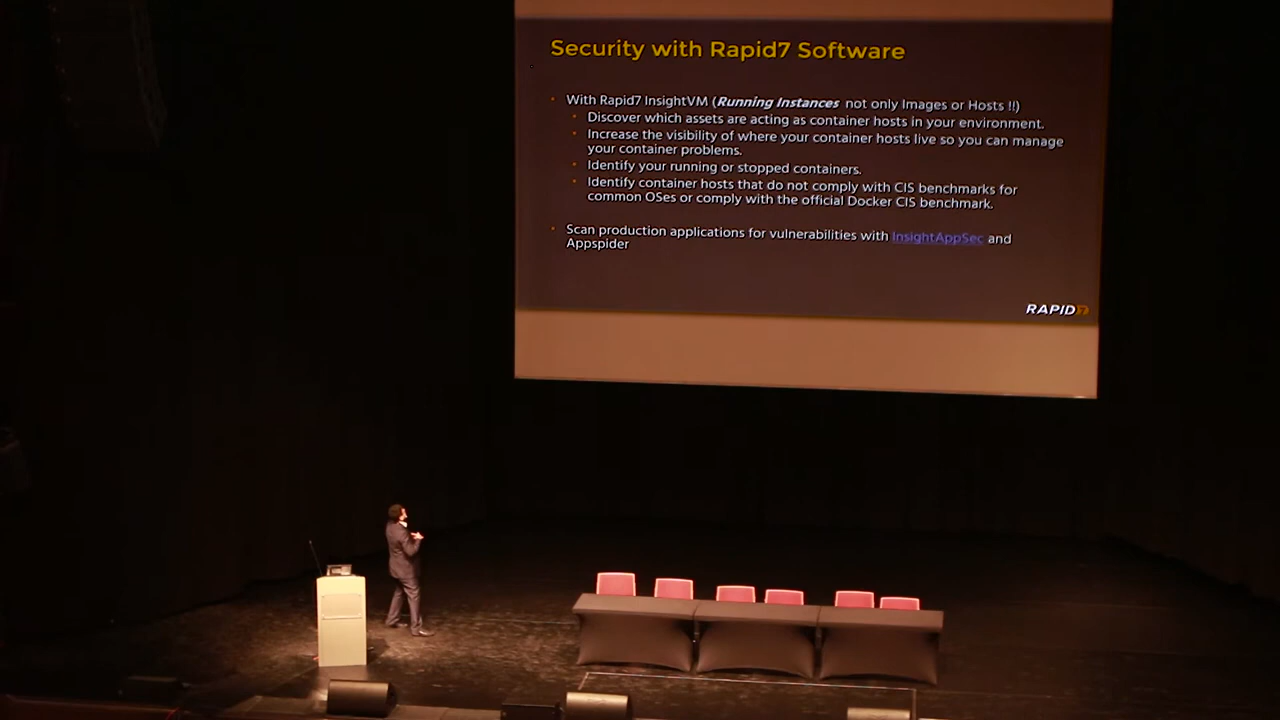 Security with Rapid7 Software
With Rapid7 InsightVM (Running Instances not only Images or Hosts !!)
Discover which assets are acting as container hosts in your environment.
Increase the visibility of where your container hosts live so you can manage
your container problems.
Identify your running or stopped containers.
Identify container hosts that do not comply with CIS benchmarks for
common OSes or comply with the official Docker CIS benchmark.
Scan production applications for vulnerabilities with InsightAppSec and
Appspider
RAPID7